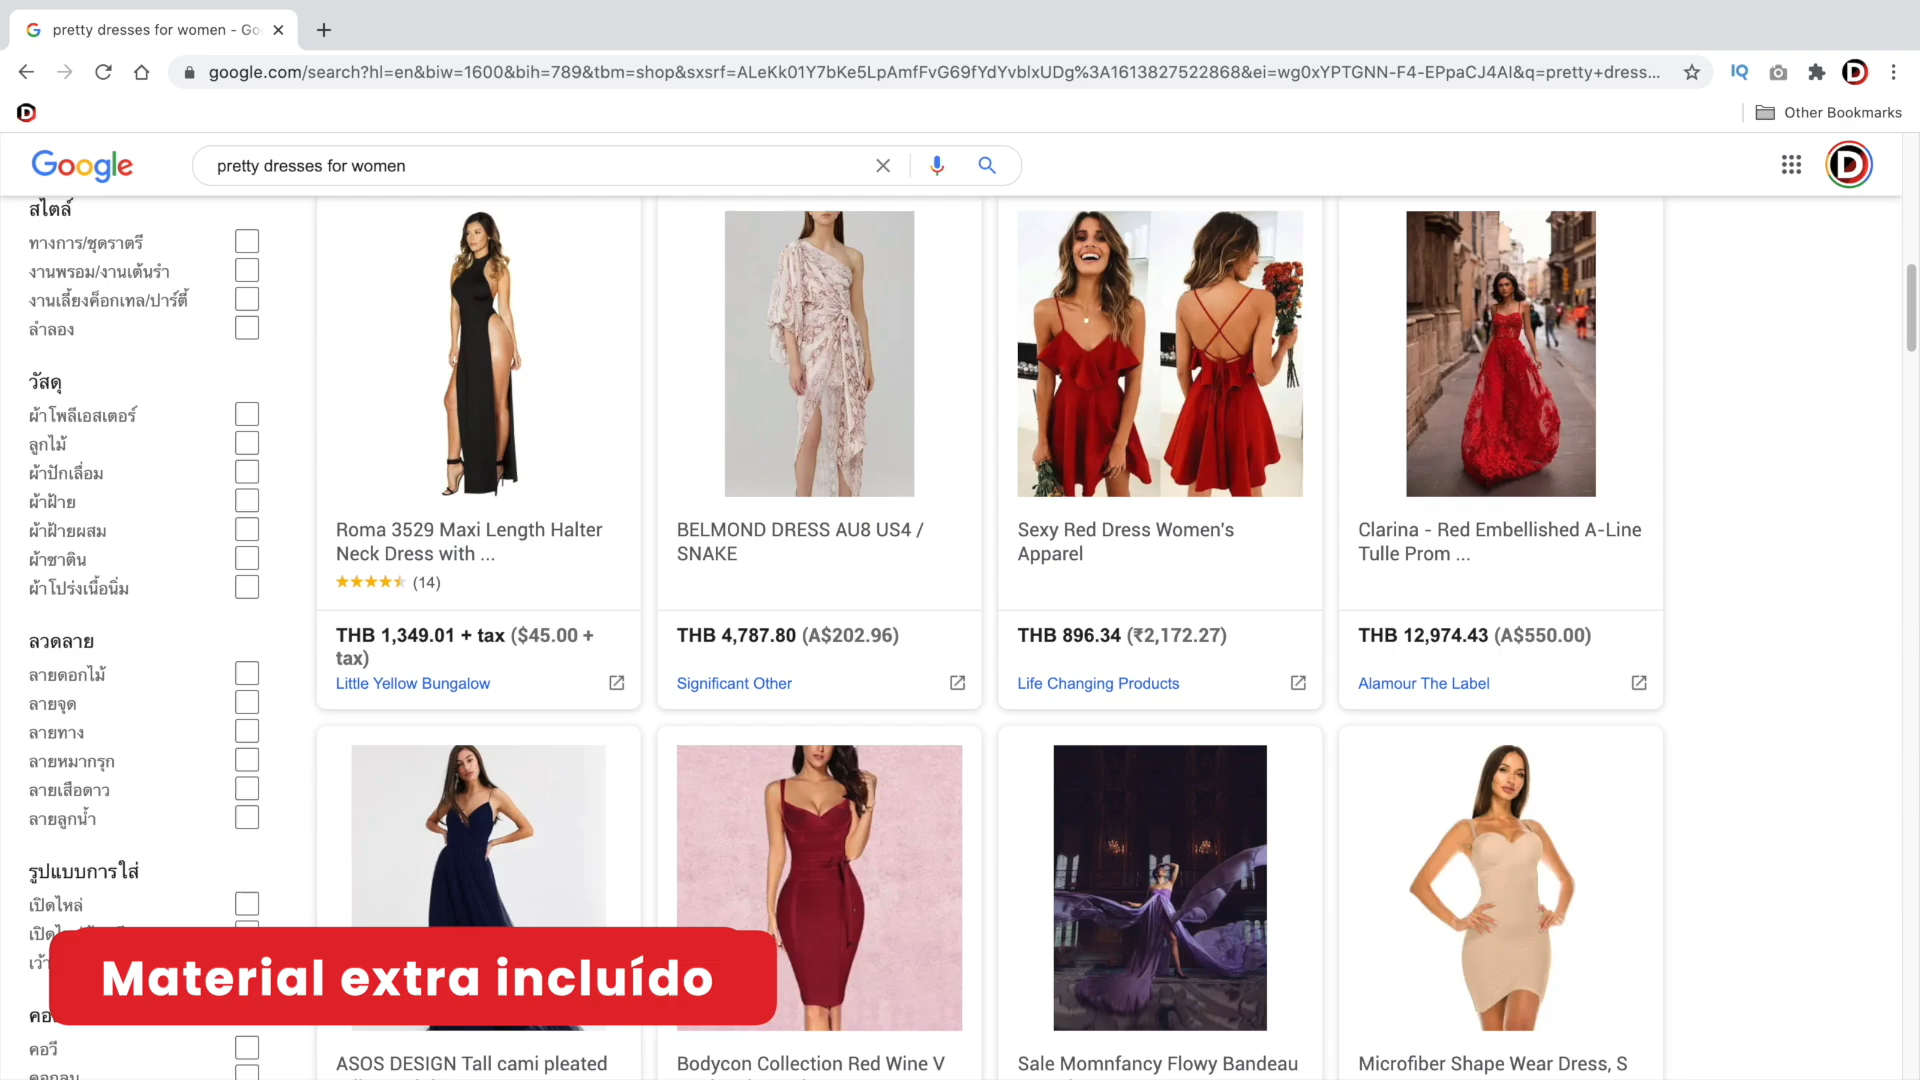 pretty dresses for women - Go
google.com/search?hl=en&biw=1600&bih=789&tbm=shop&sxsrf=ALeKk01Y7bKe5LpAmfFvG69fYdYvblxUDg%3A1613827522868&ei=wg0xYPTGNN-F4-EPpaCJ4AI&q=pretty+dress...
IQ
Other Bookmarks
Google
pretty dresses for women
สไตล์
ทางการ/ชุดราตรี
งานพรอม/งานเต้นรำ
งานเลี้ยงค็อกเทล/ปาร์ตี้
ลำลอง
วัสดุ
ผ้าโพลีเอสเตอร์
ลูกไม้
ผ้าปักเลื่อม
ผ้าฝ้าย
ผ้าฝ้ายผสม
ผ้าซาติน
ผ้าโปร่งเนื้อนิ่ม
ลวดลาย
ลายดอกไม้
ลายจุด
ลายทาง
ลายหมากรุก
ลายเสือดาว
ลายลูกน้ำ
รูปแบบการใส่
เปิดไหล่
คอวี
คอกลม
Roma 3529 Maxi Length Halter
Neck Dress with ...
(14)
THB 1,349.01 + tax ($45.00 +
tax)
Little Yellow Bungalow
BELMOND DRESS AU8 US4 /
SNAKE
THB 4,787.80 (A$202.96)
Significant Other
Sexy Red Dress Women's
Apparel
THB 896.34 (₹2,172.27)
Life Changing Products
Clarina - Red Embellished A-Line
Tulle Prom ...
THB 12,974.43 (A$550.00)
Alamour The Label
ASOS DESIGN Tall cami pleated
Bodycon Collection Red Wine V
Sale Momnfancy Flowy Bandeau
Microfiber Shape Wear Dress, S
Material extra incluído